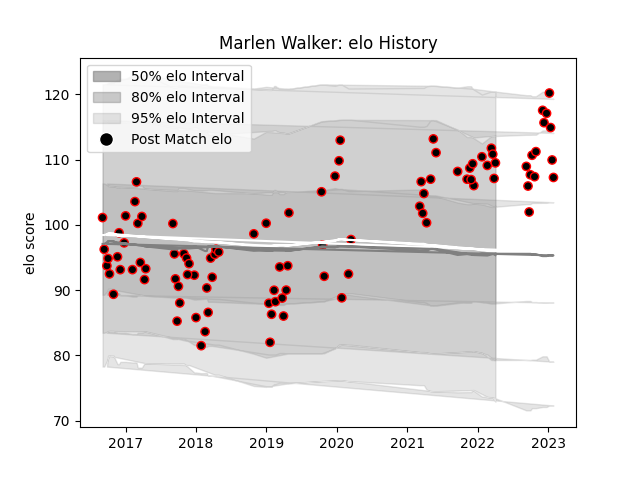 Marlen Walker: elo History
50% elo Interval
80% elo Interval
95% elo Interval
Post Match elo
elo score
120
110
100
90
80
70
2017 2018 2019 2020 2021 2022 2023